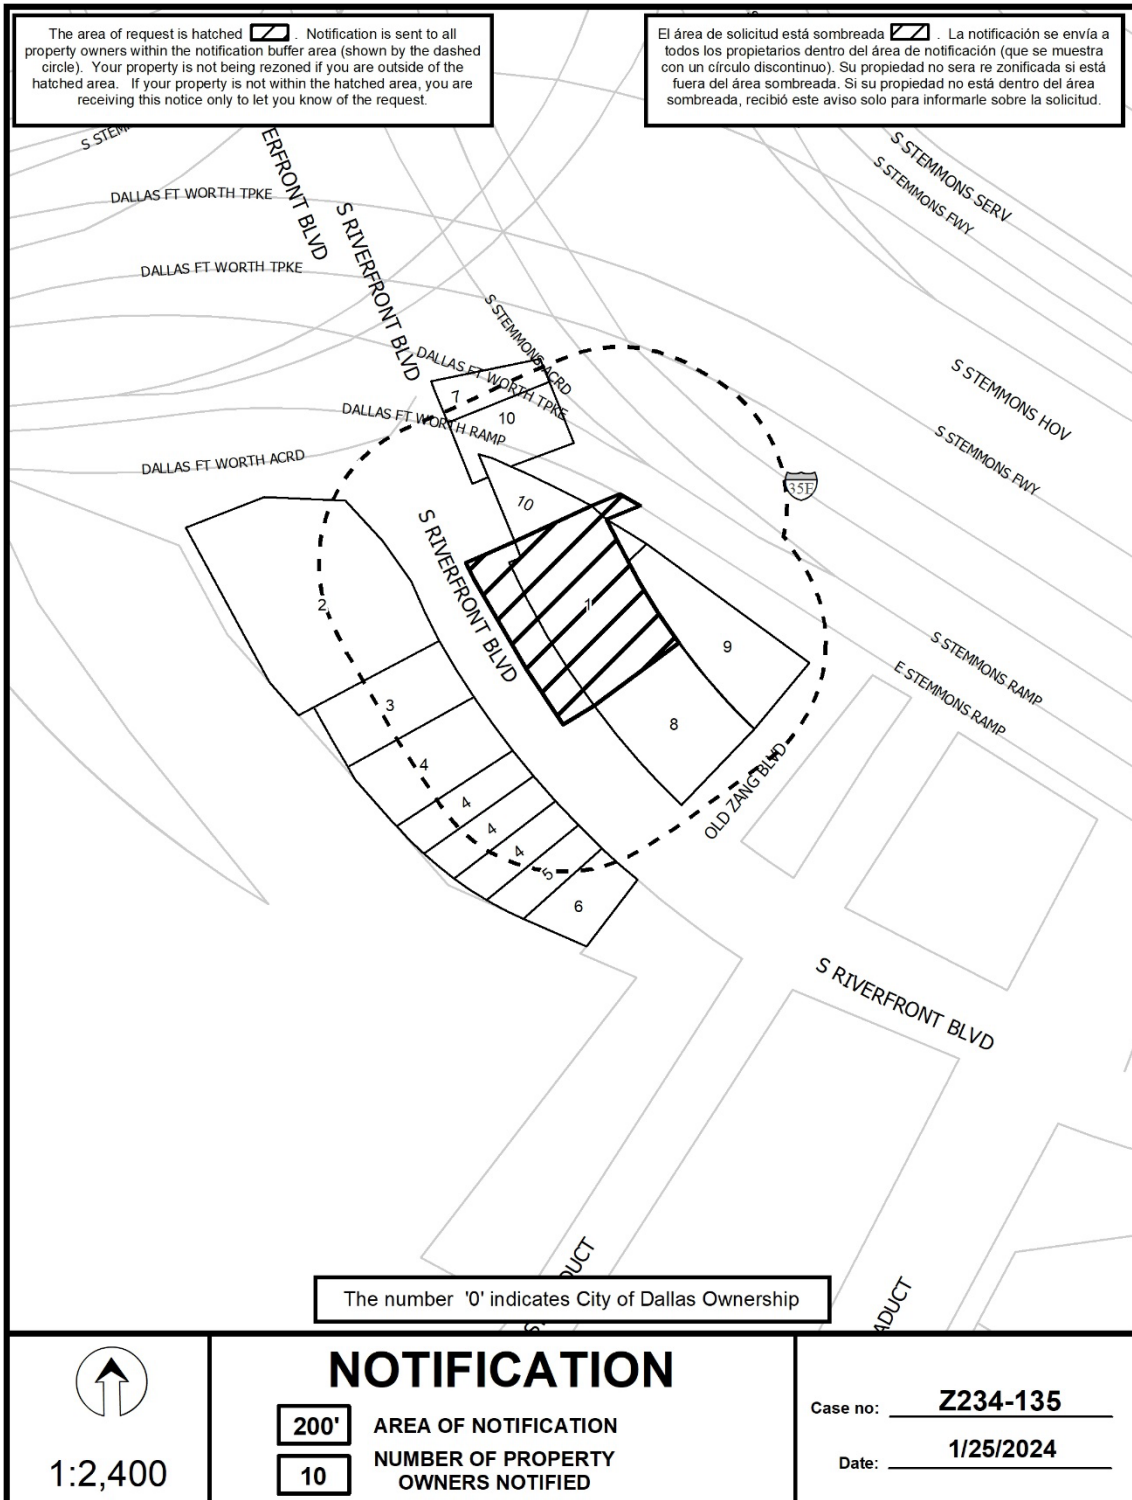 The area of request is hatched . Notification is sent to all
property owners within the notification buffer area (shown by the dashed
circle). Your property is not being rezoned if you are outside of the
hatched area. If your property is not within the hatched area, you are
receiving this notice only to let you know of the request.
El área de solicitud está sombreada . La notificación se envía a
todos los propietarios dentro del área de notificación (que se muestra
con un círculo discontinuo). Su propiedad no sera re zonificada si está
fuera del área sombreada. Si su propiedad no está dentro del área
sombreada, recibió este aviso solo para informarle sobre la solicitud.
S STEM
ERFRONT BLVD
S STEMMONS SERV
S STEMMONS FWY
DALLAS FT WORTH TPKE
S RIVERFRONT BLVD
DALLAS FT WORTH TPKE
S STEMMONS ACRD
DALLAS FT WORTH TPKE
S STEMMONS HOV
7
DALLAS FT WORTH RAMP
10
S STEMMONS FWY
DALLAS FT WORTH ACRD
35E
10
S RIVERFRONT BLVD
2
1
9
S STEMMONS RAMP
E STEMMONS RAMP
3
8
4
OLD ZANG BLVD
4
4
4
5
6
S RIVERFRONT BLVD
DUCT
ADUCT
S
The number '0' indicates City of Dallas Ownership
1:2,400
NOTIFICATION
200' AREA OF NOTIFICATION
10 NUMBER OF PROPERTY
OWNERS NOTIFIED
Case no: Z234-135
Date: 1/25/2024